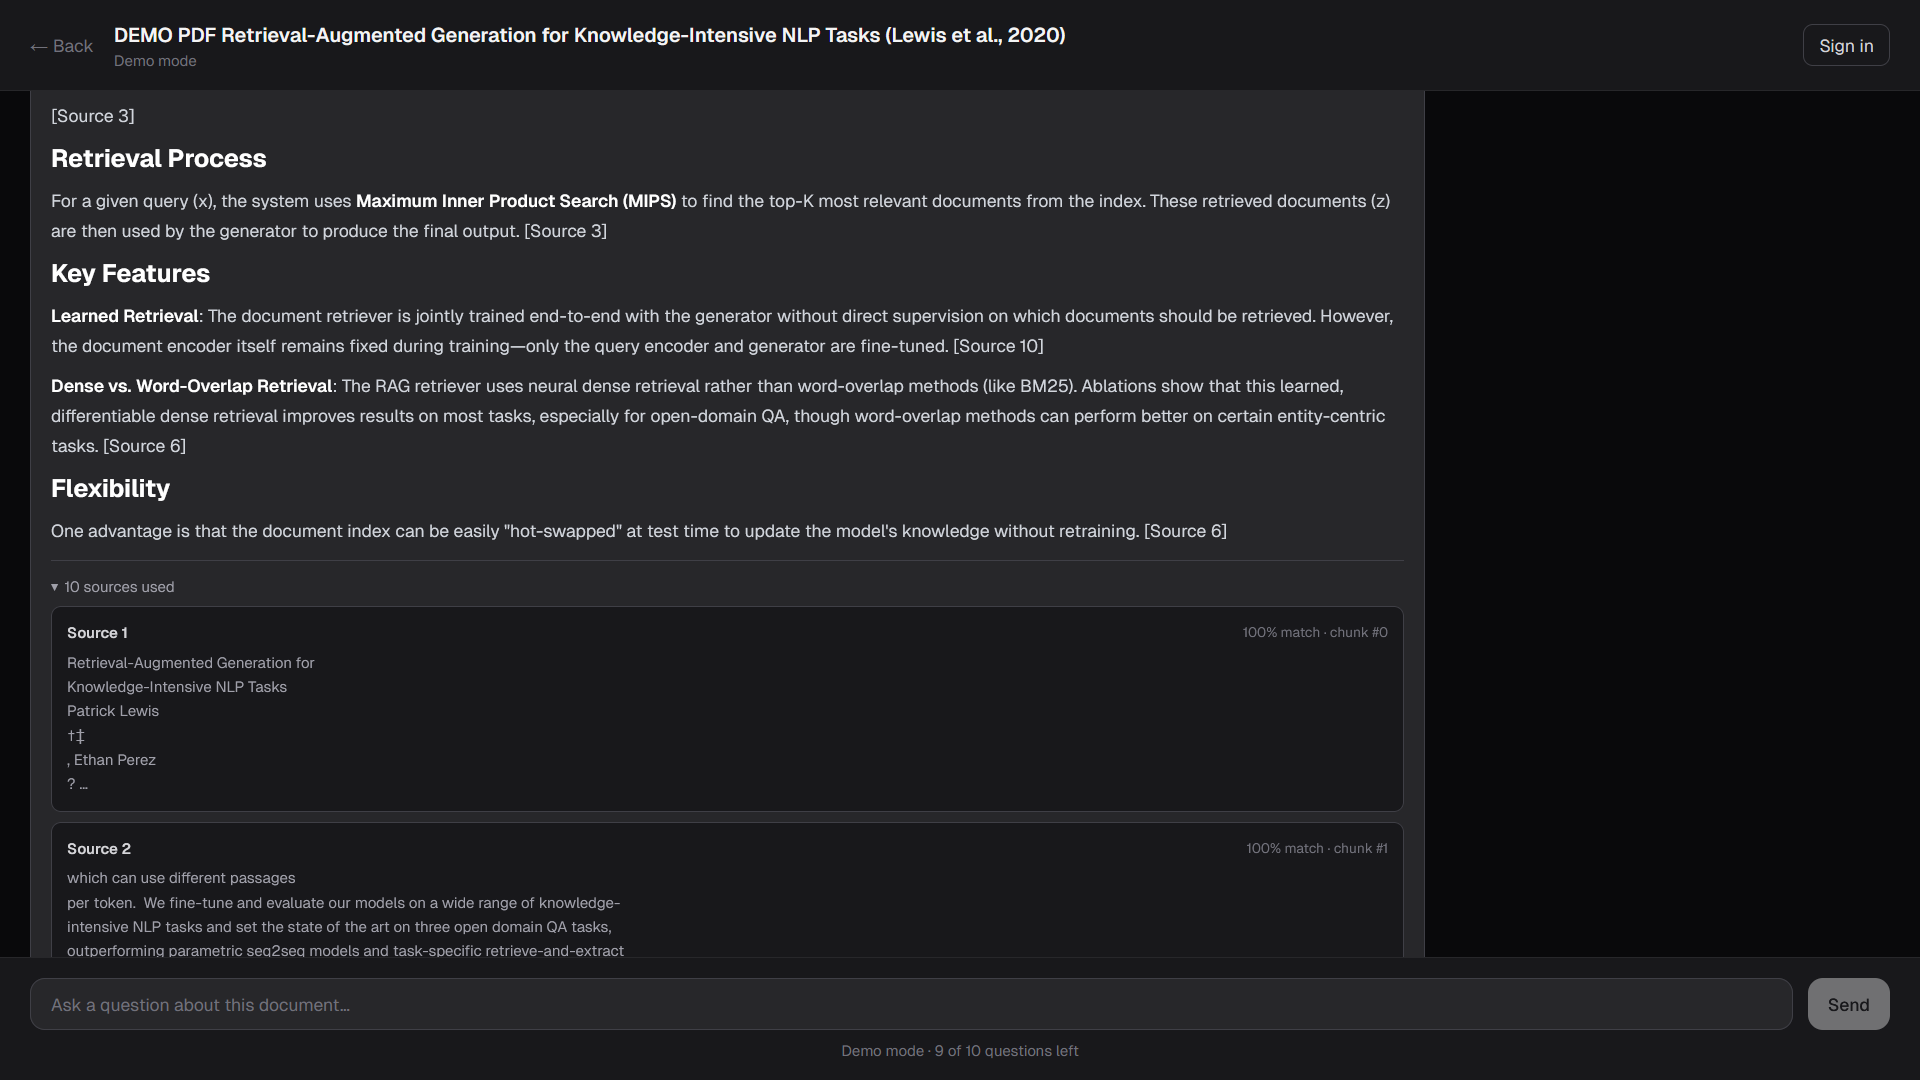 ← Back
DEMO PDF Retrieval-Augmented Generation for Knowledge-Intensive NLP Tasks (Lewis et al., 2020)
Demo mode
Sign in
[Source 3]
Retrieval Process
For a given query (x), the system uses Maximum Inner Product Search (MIPS) to find the top-K most relevant documents from the index. These retrieved documents (z)
are then used by the generator to produce the final output. [Source 3]
Key Features
Learned Retrieval: The document retriever is jointly trained end-to-end with the generator without direct supervision on which documents should be retrieved. However,
the document encoder itself remains fixed during training—only the query encoder and generator are fine-tuned. [Source 10]
Dense vs. Word-Overlap Retrieval: The RAG retriever uses neural dense retrieval rather than word-overlap methods (like BM25). Ablations show that this learned,
differentiable dense retrieval improves results on most tasks, especially for open-domain QA, though word-overlap methods can perform better on certain entity-centric
tasks. [Source 6]
Flexibility
One advantage is that the document index can be easily "hot-swapped" at test time to update the model's knowledge without retraining. [Source 6]
▾ 10 sources used
Source 1
100% match · chunk #0
Retrieval-Augmented Generation for
Knowledge-Intensive NLP Tasks
Patrick Lewis
†‡
, Ethan Perez
? ...
Source 2
100% match · chunk #1
which can use different passages
per token.  We fine-tune and evaluate our models on a wide range of knowledge-
intensive NLP tasks and set the state of the art on three open domain QA tasks,
outperforming parametric seq2seq models and task-specific retrieve-and-extract
Ask a question about this document...
Send
Demo mode · 9 of 10 questions left